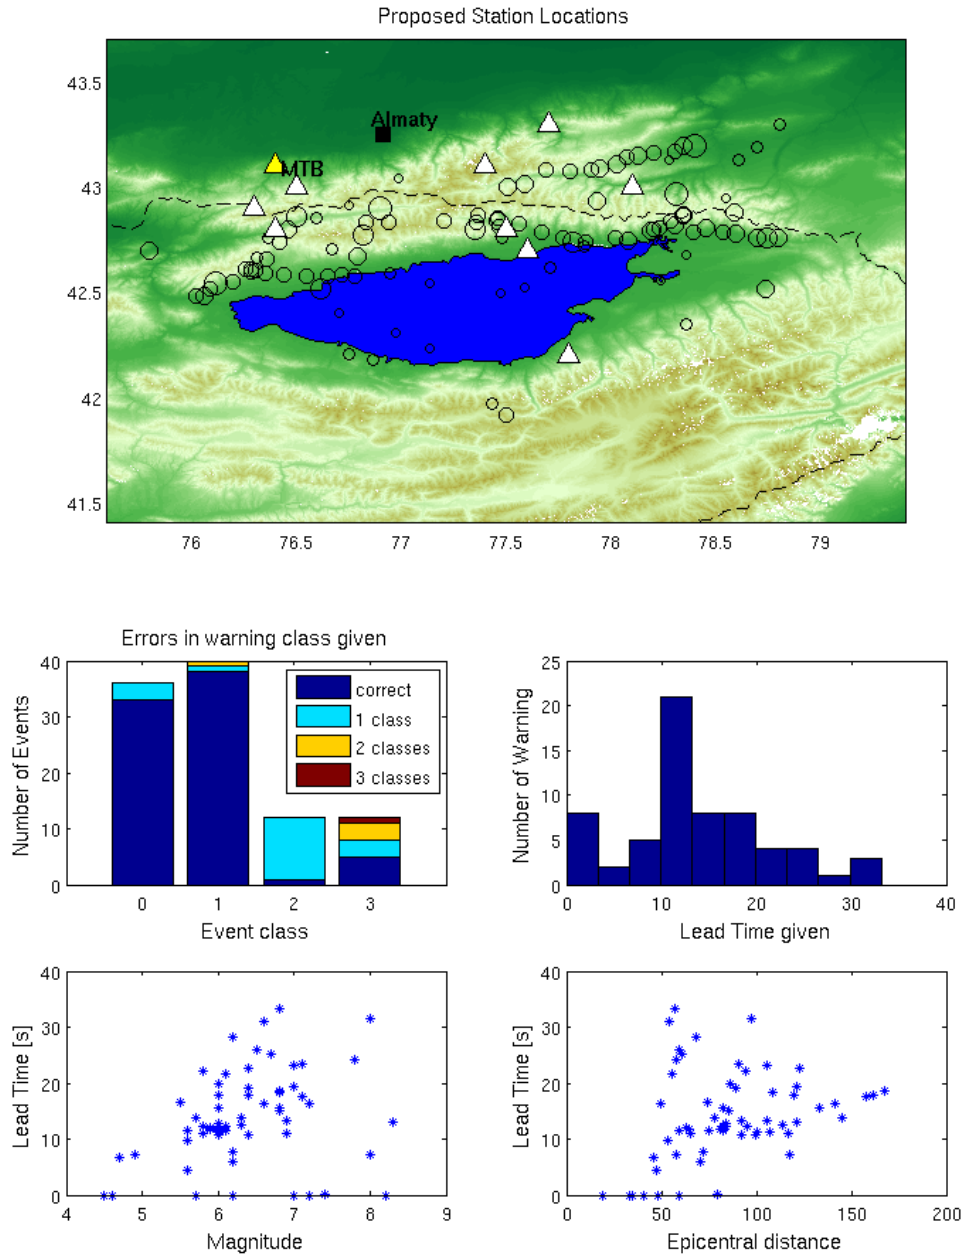 Proposed Station Locations
43.5
Almaty
MTB
43
42.5
42
41.5
76 76.5 77 77.5 78 78.5 79
Errors in warning class given
40
30
20
10
0
Number of Events
correct
1 class
2 classes
3 classes
0 1 2 3
Event class
25
20
15
10
5
0
Number of Warning
0 10 20 30 40
Lead Time given
40
30
20
10
0
Lead Time [s]
4 5 6 7 8 9
Magnitude
40
30
20
10
0
Lead Time [s]
0 50 100 150 200
Epicentral distance